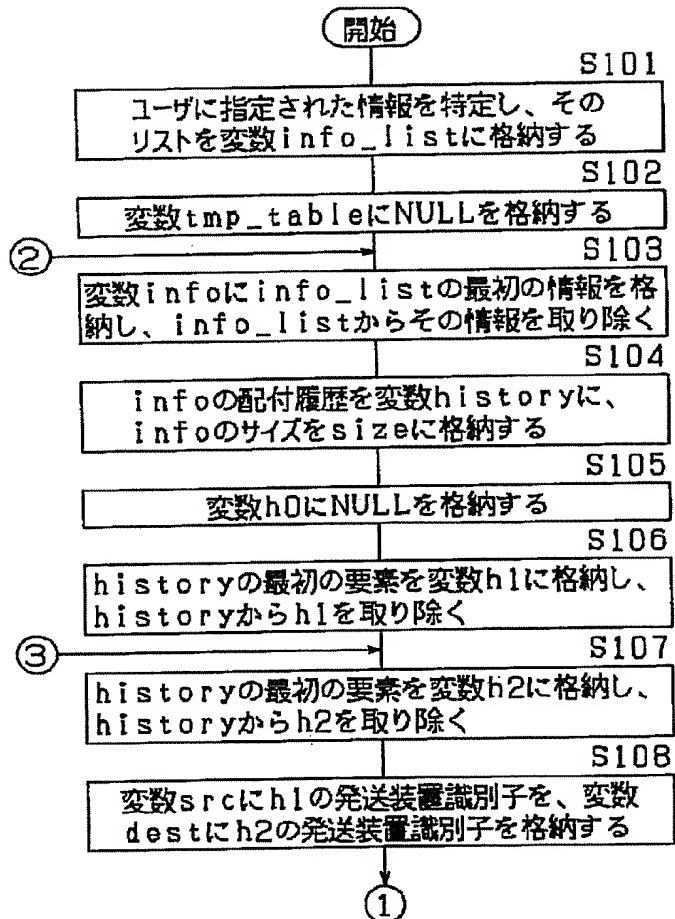 開始
S101
ユーザに指定された情報を特定し、その
リストを変数info_listに格納する
S102
変数tmp_tableにNULLを格納する
②
S103
変数infoにinfo_listの最初の情報を格
納し、info_listからその情報を取り除く
S104
infoの配付履歴を変数historyに、
infoのサイズをsizeに格納する
S105
変数h0にNULLを格納する
S106
historyの最初の要素を変数h1に格納し、
historyからh1を取り除く
③
S107
historyの最初の要素を変数h2に格納し、
historyからh2を取り除く
S108
変数srcにh1の発送装置識別子を、変数
destにh2の発送装置識別子を格納する
①